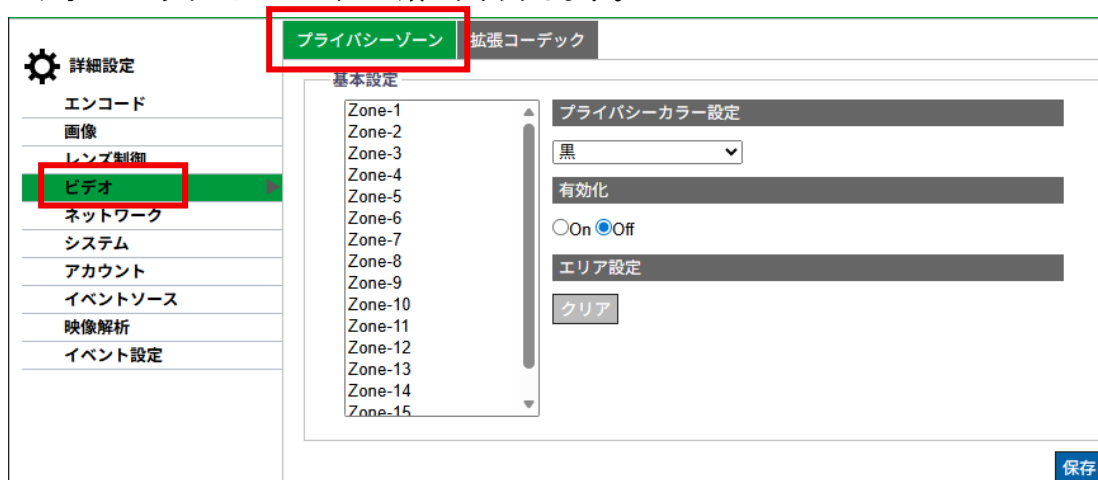 プライバシーゾーン 拡張コーデック
詳細設定
エンコード
画像
レンズ制御
ビデオ
ネットワーク
システム
アカウント
イベントソース
映像解析
イベント設定
基本設定
Zone-1
Zone-2
Zone-3
Zone-4
Zone-5
Zone-6
Zone-7
Zone-8
Zone-9
Zone-10
Zone-11
Zone-12
Zone-13
Zone-14
Zone-15
プライバシーカラー設定
黒
有効化
On Off
エリア設定
クリア
保存